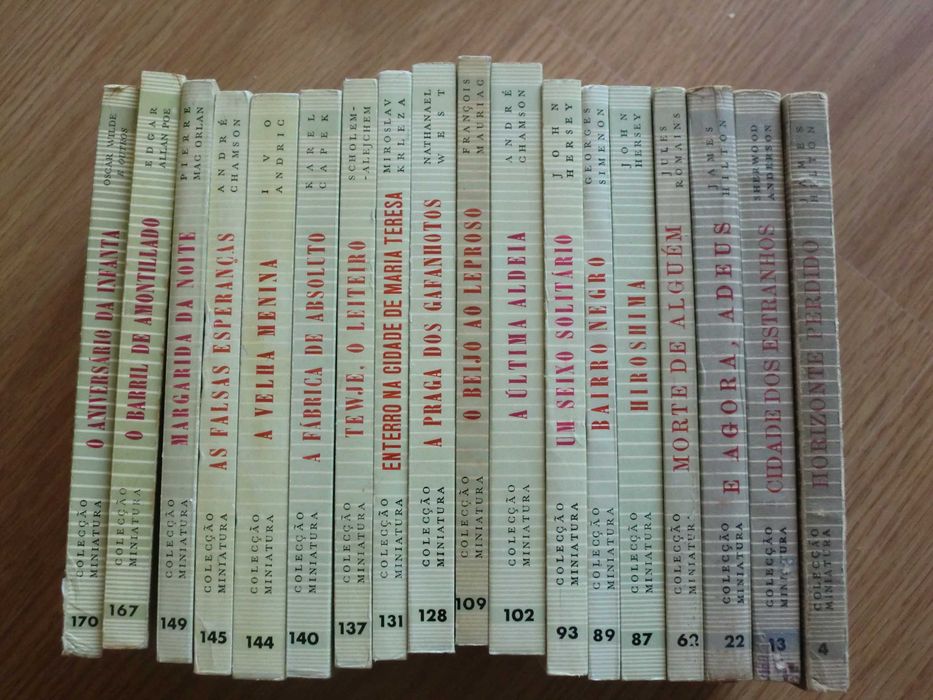 OSCAR WILDE
O ANIVERSÁRIO DA INFANTA
COLECÇÃO
MINIATURA
170
EDGAR
ALLAN POE
O BARRIL DE AMONTILLADO
COLECÇÃO
MINIATURA
167
PIERRE
MAC ORLAN
MARGARIDA DA NOITE
COLECÇÃO
MINIATURA
149
ANDRÉ
CHAMSON
AS FALSAS ESPERANÇAS
COLECÇÃO
MINIATURA
145
IVO
ANDRIC
A VELHA MENINA
COLECÇÃO
MINIATURA
144
KAREL
CAPEK
A FÁBRICA DE ABSOLUTO
COLECÇÃO
MINIATURA
140
SCHOLEM-
-ALEJCHEM
TEWJE, O LEITEIRO
COLECÇÃO
MINIATURA
137
MIROSLAV
KRLEZA
ENTERRO NA CIDADE DE MARIA TERESA
COLECÇÃO
MINIATURA
131
NATHANAEL
WEST
A PRAGA DOS GAFANHOTOS
COLECÇÃO
MINIATURA
128
FRANÇOIS
MAURIAC
O BEIJO AO LEPROSO
COLECÇÃO
MINIATURA
109
ANDRÉ
CHAMSON
A ÚLTIMA ALDEIA
COLECÇÃO
MINIATURA
102
JOHN
HERSEY
UM SEIXO SOLITÁRIO
COLECÇÃO
MINIATURA
93
GEORGES
SIMENON
BAIRRO NEGRO
COLECÇÃO
MINIATURA
89
JOHN
HERSEY
HIROSHIMA
COLECÇÃO
MINIATURA
87
JULES
ROMAINS
MORTE DE ALGUÉM
COLECÇÃO
MINIATURA
62
JAMES
HILTON
E AGORA, ADEUS
COLECÇÃO
MINIATURA
22
SHERWOOD
ANDERSON
CIDADE DOS ESTRANHOS
COLECÇÃO
MINIATURA
13
JAMES
HILTON
HORIZONTE PERDIDO
COLECÇÃO
MINIATURA
4